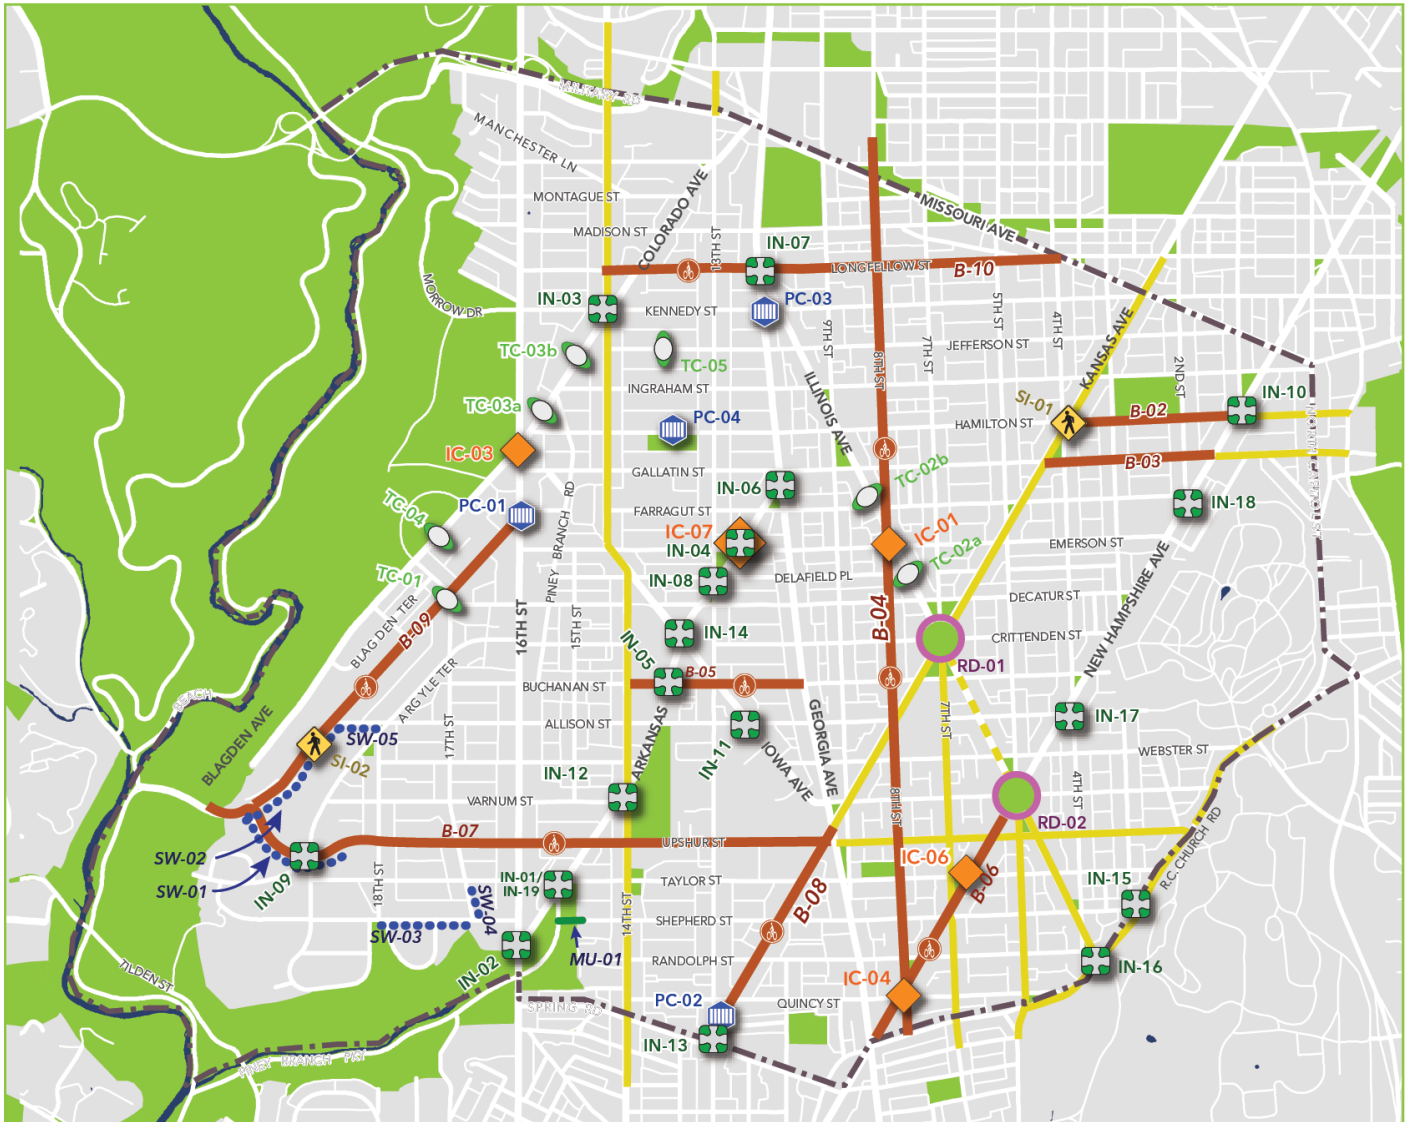 MILITARY RD
MANCHESTER LN
MONTAGUE ST
MADISON ST
COLORADO AVE
13TH ST
MISSOURI AVE
IN-07
LONGFELLOW ST
B-10
MORROW DR
IN-03
KENNEDY ST
PC-03
9TH ST
5TH ST
4TH ST
KANSAS AVE
TC-03b
TC-05
8TH ST
7TH ST
JEFFERSON ST
2ND ST
INGRAHAM ST
ILLINOIS AVE
TC-03a
SI-01
B-02
IN-10
PC-04
HAMILTON ST
IC-03
GALLATIN ST
TC-02b
B-03
NORTH CAPITOL ST
PC-01
PINEY BRANCH RD
IN-06
IN-18
TC-04
FARRAGUT ST
IC-07
IN-04
IC-01
EMERSON ST
TC-02a
TC-01
IN-08
DELAFIELD PL
DECATUR ST
NEW HAMPSHIRE AVE
BLAGDEN TER
B-09
16TH ST
15TH ST
IN-05
IN-14
B-04
CRITTENDEN ST
RD-01
BEACH
ARGYLE TER
BUCHANAN ST
B-05
BLAGDEN AVE
17TH ST
ALLISON ST
ARKANSAS
IN-11
IOWA AVE
GEORGIA AVE
7TH ST
IN-17
SW-05
SI-02
WEBSTER ST
IN-12
VARNUM ST
8TH ST
4TH ST
RD-02
R.C. CHURCH RD
B-07
UPSHUR ST
SW-02
SW-01
IN-09
18TH ST
IN-01/
IN-19
TAYLOR ST
IC-06
B-06
IN-15
SW-04
SW-03
14TH ST
SHEPHERD ST
B-08
MU-01
RANDOLPH ST
IN-02
IN-16
TILDEN ST
IC-04
PC-02
QUINCY ST
SPRING RD
IN-13
PINEY BRANCH PKY